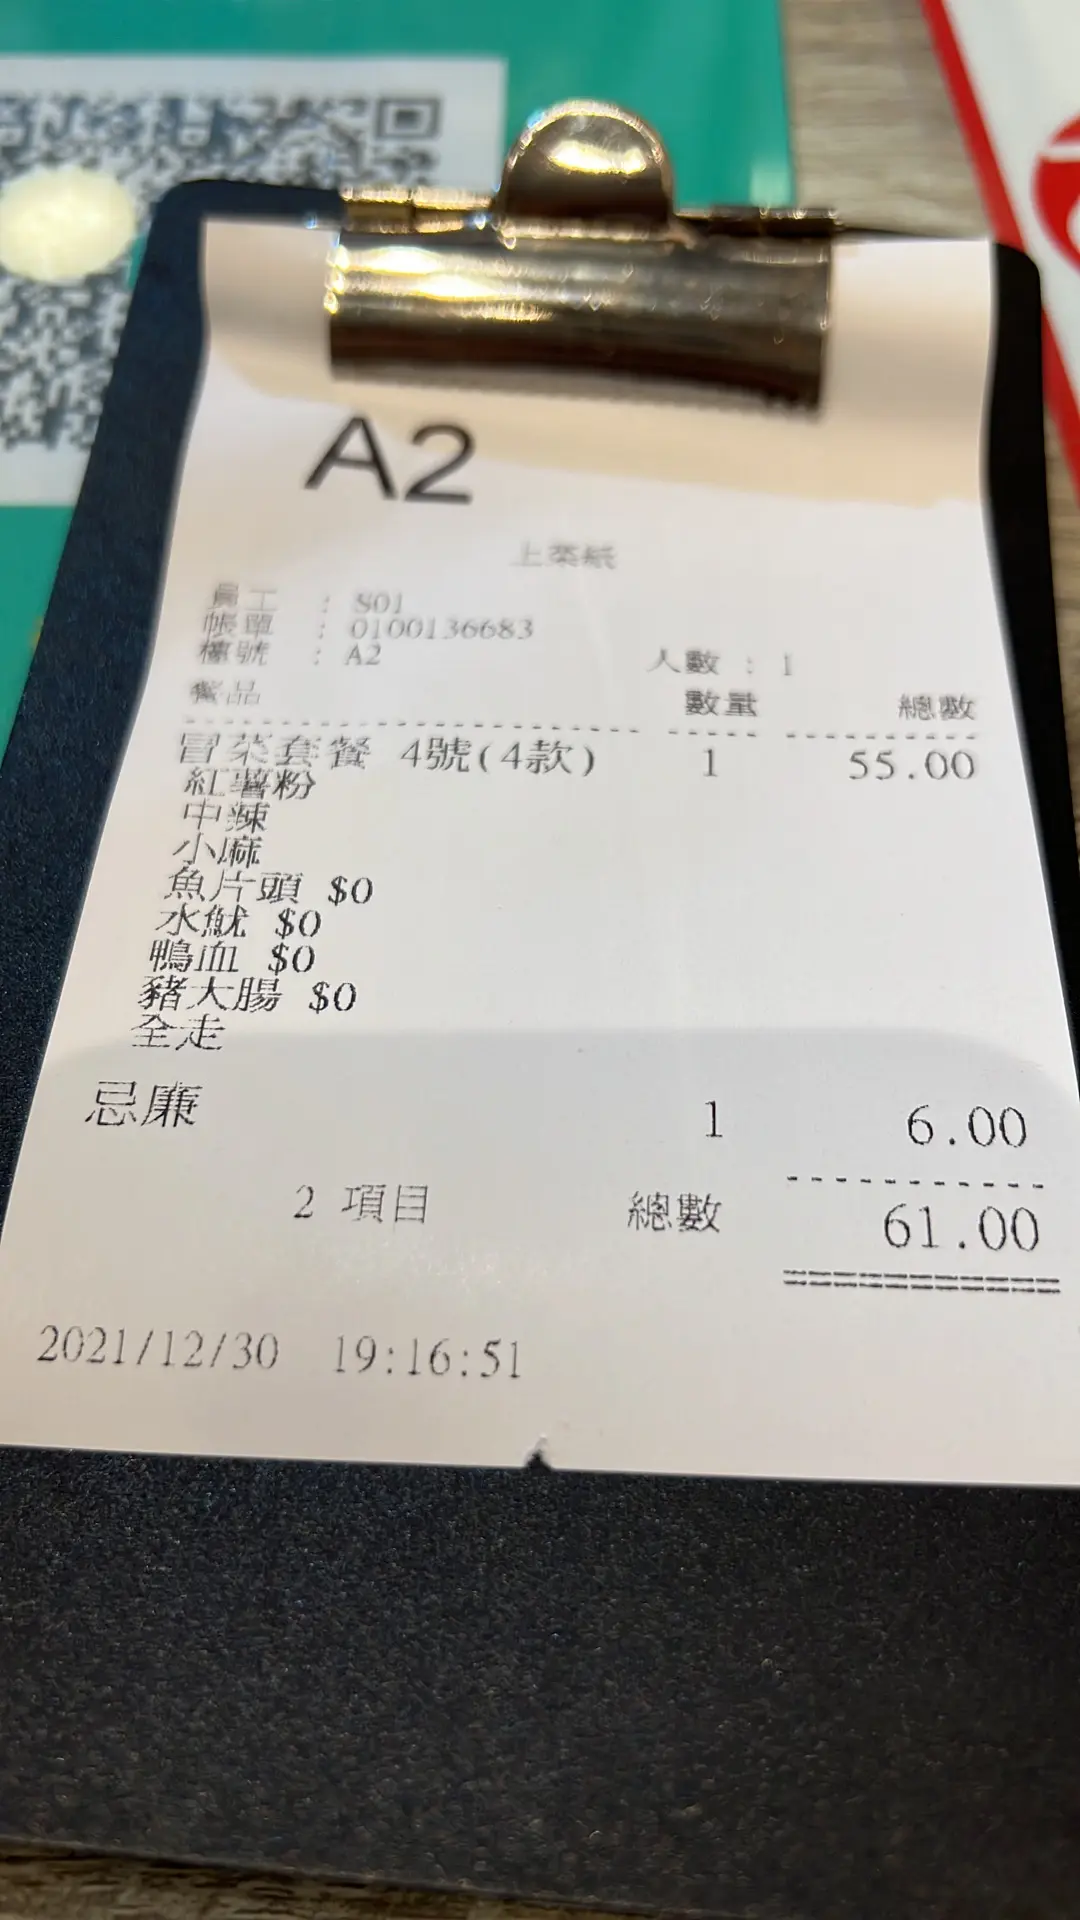 A2
上菜紙
員工 : S01
帳單 : 0100136683
檯號 : A2 人數 : 1
餐品 數量 總數
冒菜套餐 4號(4款) 1 55.00
紅薯粉
中辣
小麻
魚片頭 $0
水魷 $0
鴨血 $0
豬大腸 $0
全走
忌廉 1 6.00
2 項目 總數 61.00
2021/12/30 19:16:51